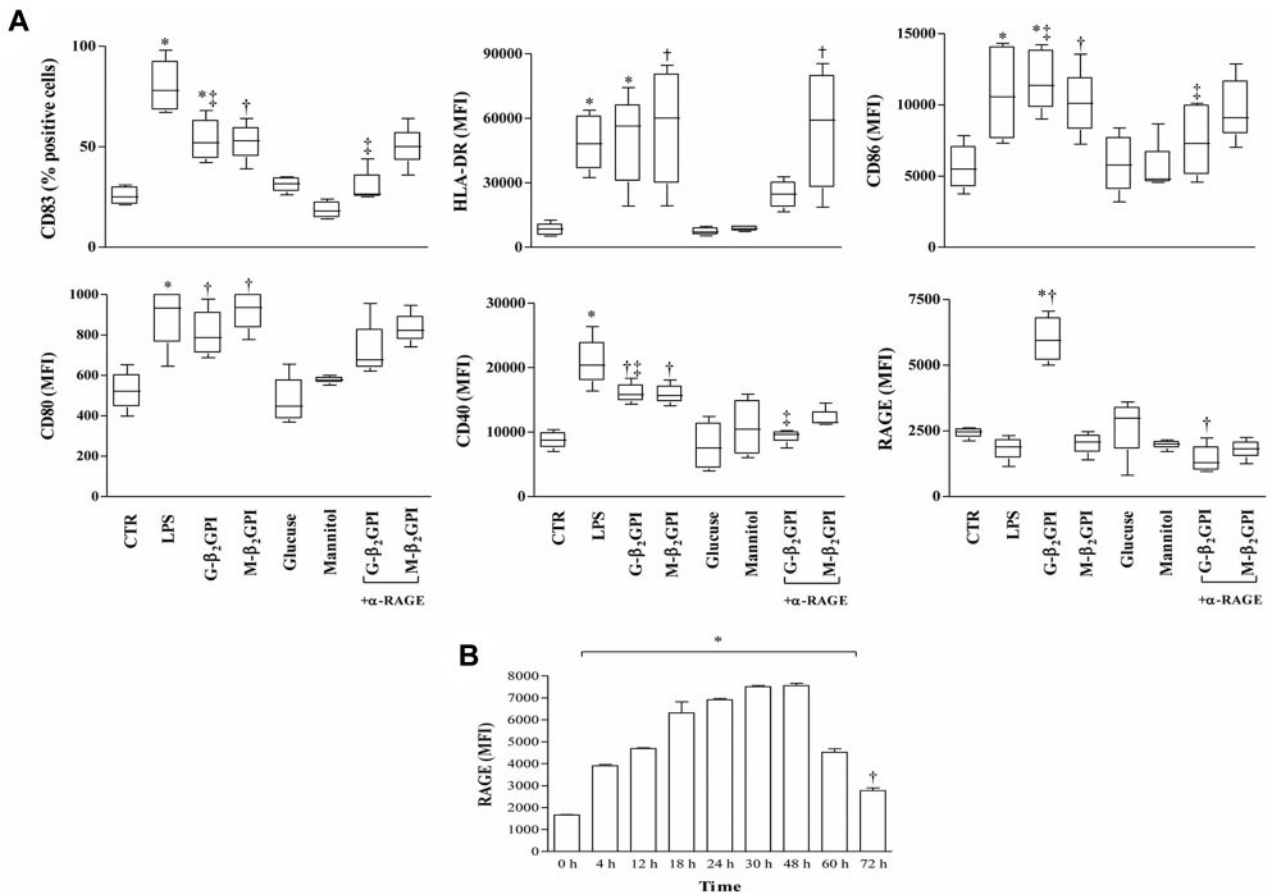 A
CD83 (% positive cells)
100
50
0
*
*‡
†
‡
HLA-DR (MFI)
90000
60000
30000
0
*
*
†
†
CD86 (MFI)
15000
10000
5000
0
*
*‡
†
‡
CD80 (MFI)
1000
800
600
400
200
0
*
†
†
CTR
LPS
G-β₂GPI
M-β₂GPI
Glucuse
Mannitol
G-β₂GPI
M-β₂GPI
+α-RAGE
CD40 (MFI)
30000
20000
10000
0
*
†‡
†
‡
CTR
LPS
G-β₂GPI
M-β₂GPI
Glucuse
Mannitol
G-β₂GPI
M-β₂GPI
+α-RAGE
RAGE (MFI)
7500
5000
2500
0
*†
†
CTR
LPS
G-β₂GPI
M-β₂GPI
Glucuse
Mannitol
G-β₂GPI
M-β₂GPI
+α-RAGE
B
*
RAGE (MFI)
8000
7000
6000
5000
4000
3000
2000
1000
0
†
0 h 4 h 12 h 18 h 24 h 30 h 48 h 60 h 72 h
Time